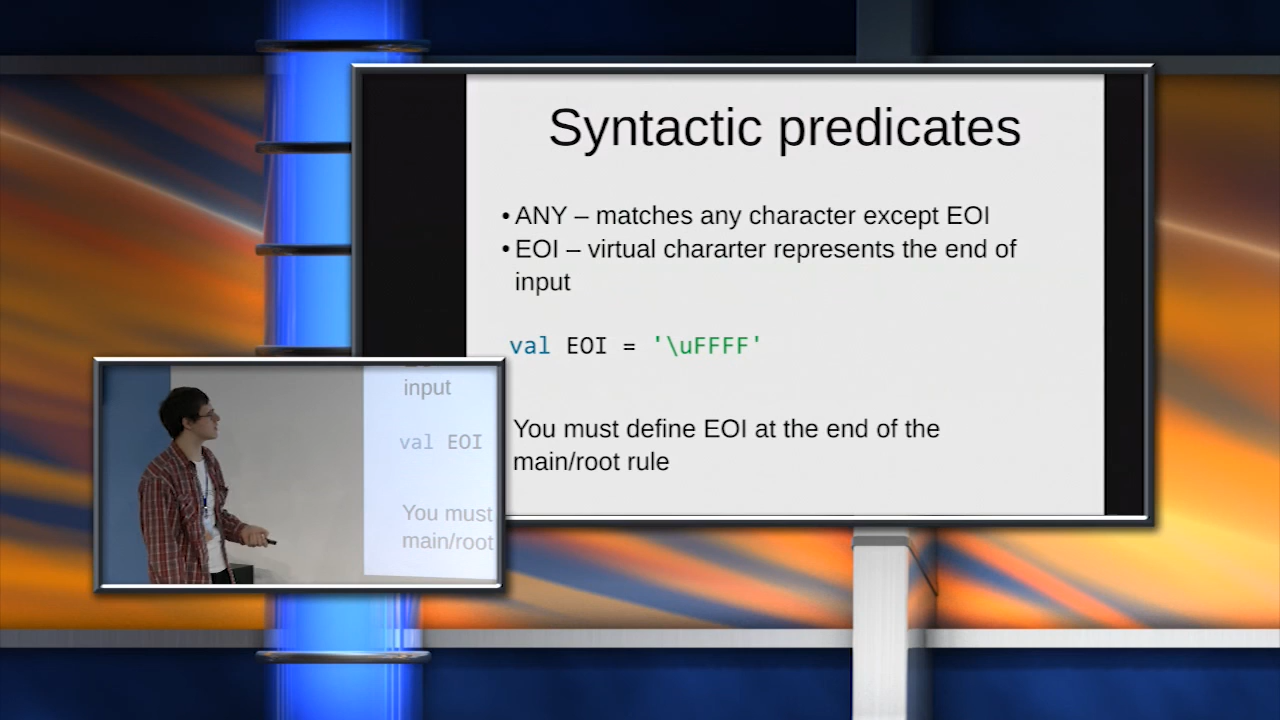 Syntactic predicates
• ANY – matches any character except EOI
• EOI – virtual chararter represents the end of
input
val EOI = '\uFFFF'
You must define EOI at the end of the
main/root rule
input
val EOI
You must
main/root